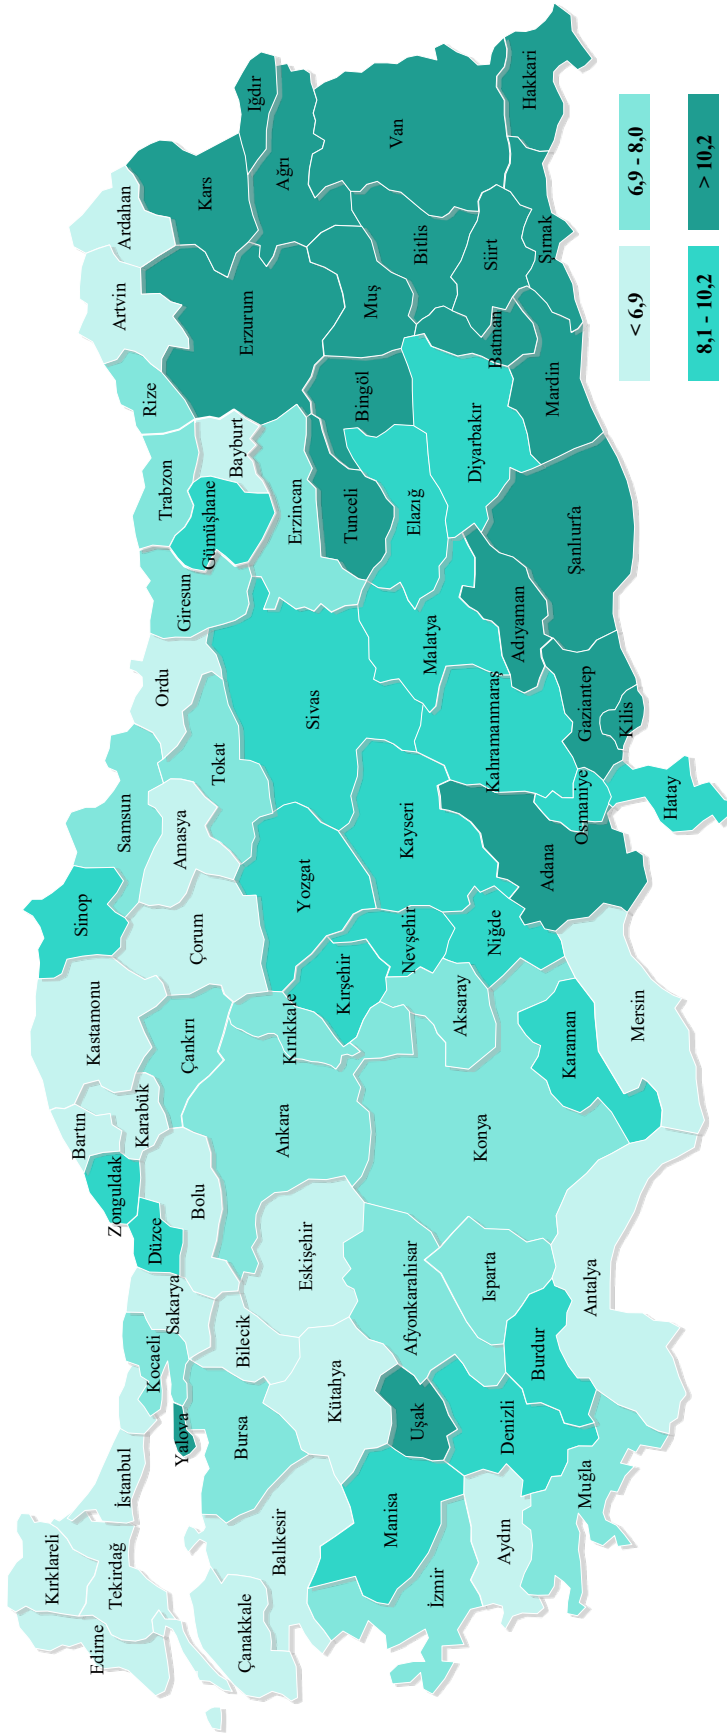 Kırklareli
Edirne
Tekirdağ
İstanbul
Çanakkale
Balıkesir
Yalova
Kocaeli
Sakarya
Bursa
Bilecik
Düzce
Zonguldak
Bartın
Karabük
Bolu
Kastamonu
Çankırı
Sinop
Çorum
Samsun
Amasya
Ordu
Tokat
Giresun
Trabzon
Gümüşhane
Bayburt
Rize
Artvin
Ardahan
Kars
Iğdır
Ağrı
Erzurum
Erzincan
Sivas
Yozgat
Kırıkkale
Ankara
Eskişehir
Kütahya
Manisa
İzmir
Uşak
Afyonkarahisar
Kırşehir
Nevşehir
Kayseri
Malatya
Elazığ
Tunceli
Bingöl
Muş
Bitlis
Van
Hakkari
Şırnak
Siirt
Batman
Diyarbakır
Mardin
Şanlıurfa
Adıyaman
Kahramanmaraş
Gaziantep
Kilis
Osmaniye
Hatay
Adana
Niğde
Aksaray
Konya
Karaman
Mersin
Isparta
Antalya
Burdur
Denizli
Aydın
Muğla
< 6,9
6,9 - 8,0
8,1 - 10,2
> 10,2